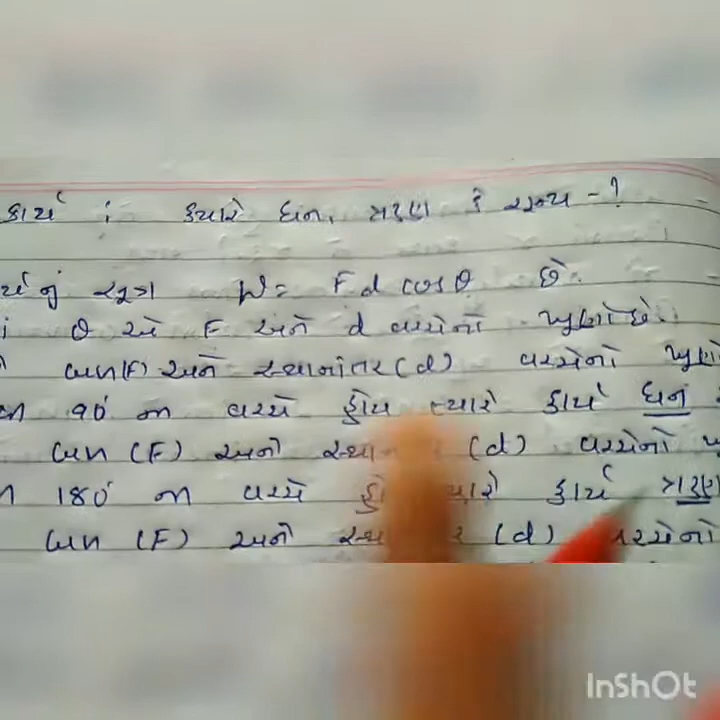 કાર્ય : ક્યારે ધન, ઋણ કે શૂન્ય -!
નું સૂત્ર W = Fd cosθ છે.
θ એ F અને d વચ્ચેનો ખૂણો છે.
બળ(F) અને સ્થાનાંતર(d) વચ્ચેનો
90° ના વચ્ચે હોય ત્યારે કાર્ય ધન
બળ (F) અને (d) વચ્ચેનો
180° ના વચ્ચે કાર્ય ઋણ
બળ (F) અને (d) વચ્ચેનો
InShOt